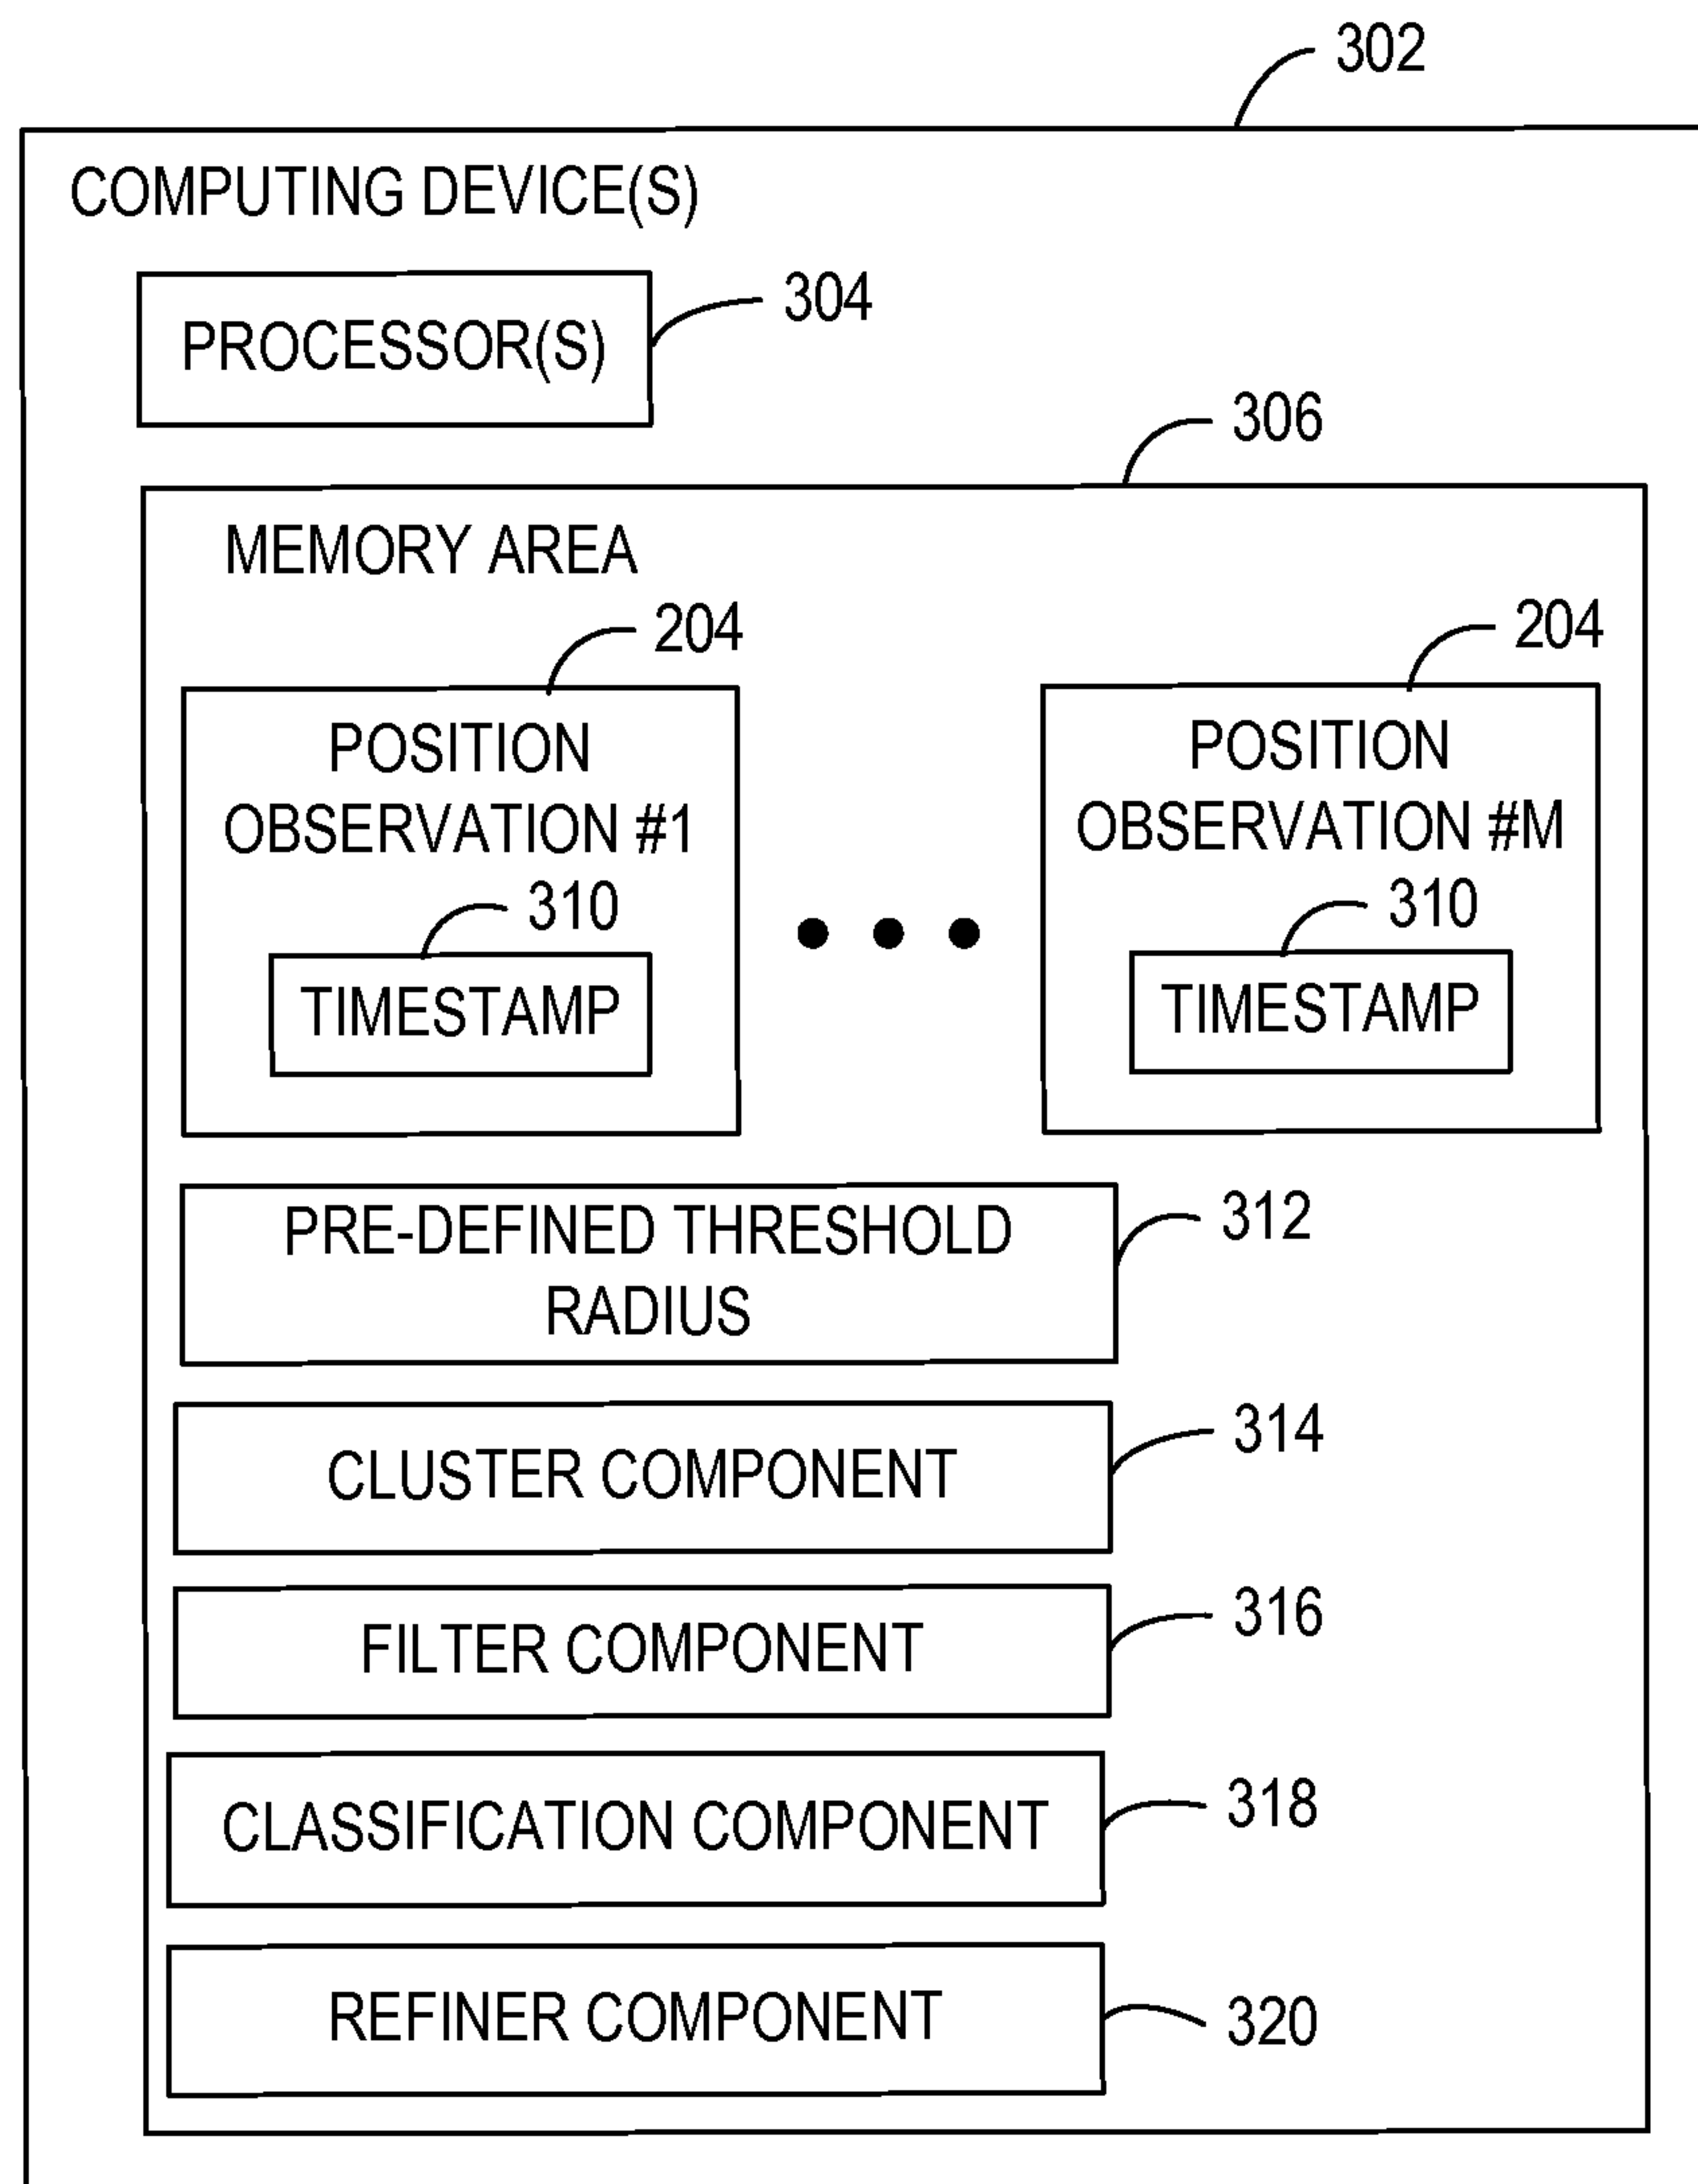 302
COMPUTING DEVICE(S)
304
PROCESSOR(S)
306
MEMORY AREA
204
204
POSITION
OBSERVATION #1
POSITION
OBSERVATION #M
310
310
TIMESTAMP
TIMESTAMP
312
PRE-DEFINED THRESHOLD
RADIUS
314
CLUSTER COMPONENT
316
FILTER COMPONENT
318
CLASSIFICATION COMPONENT
REFINER COMPONENT
320